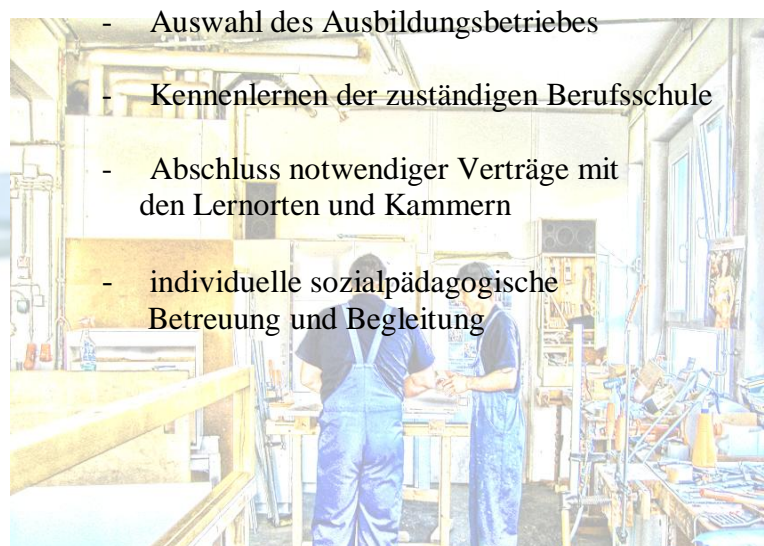 - Auswahl des Ausbildungsbetriebes
- Kennenlernen der zuständigen Berufsschule
- Abschluss notwendiger Verträge mit
den Lernorten und Kammern
- individuelle sozialpädagogische
Betreuung und Begleitung